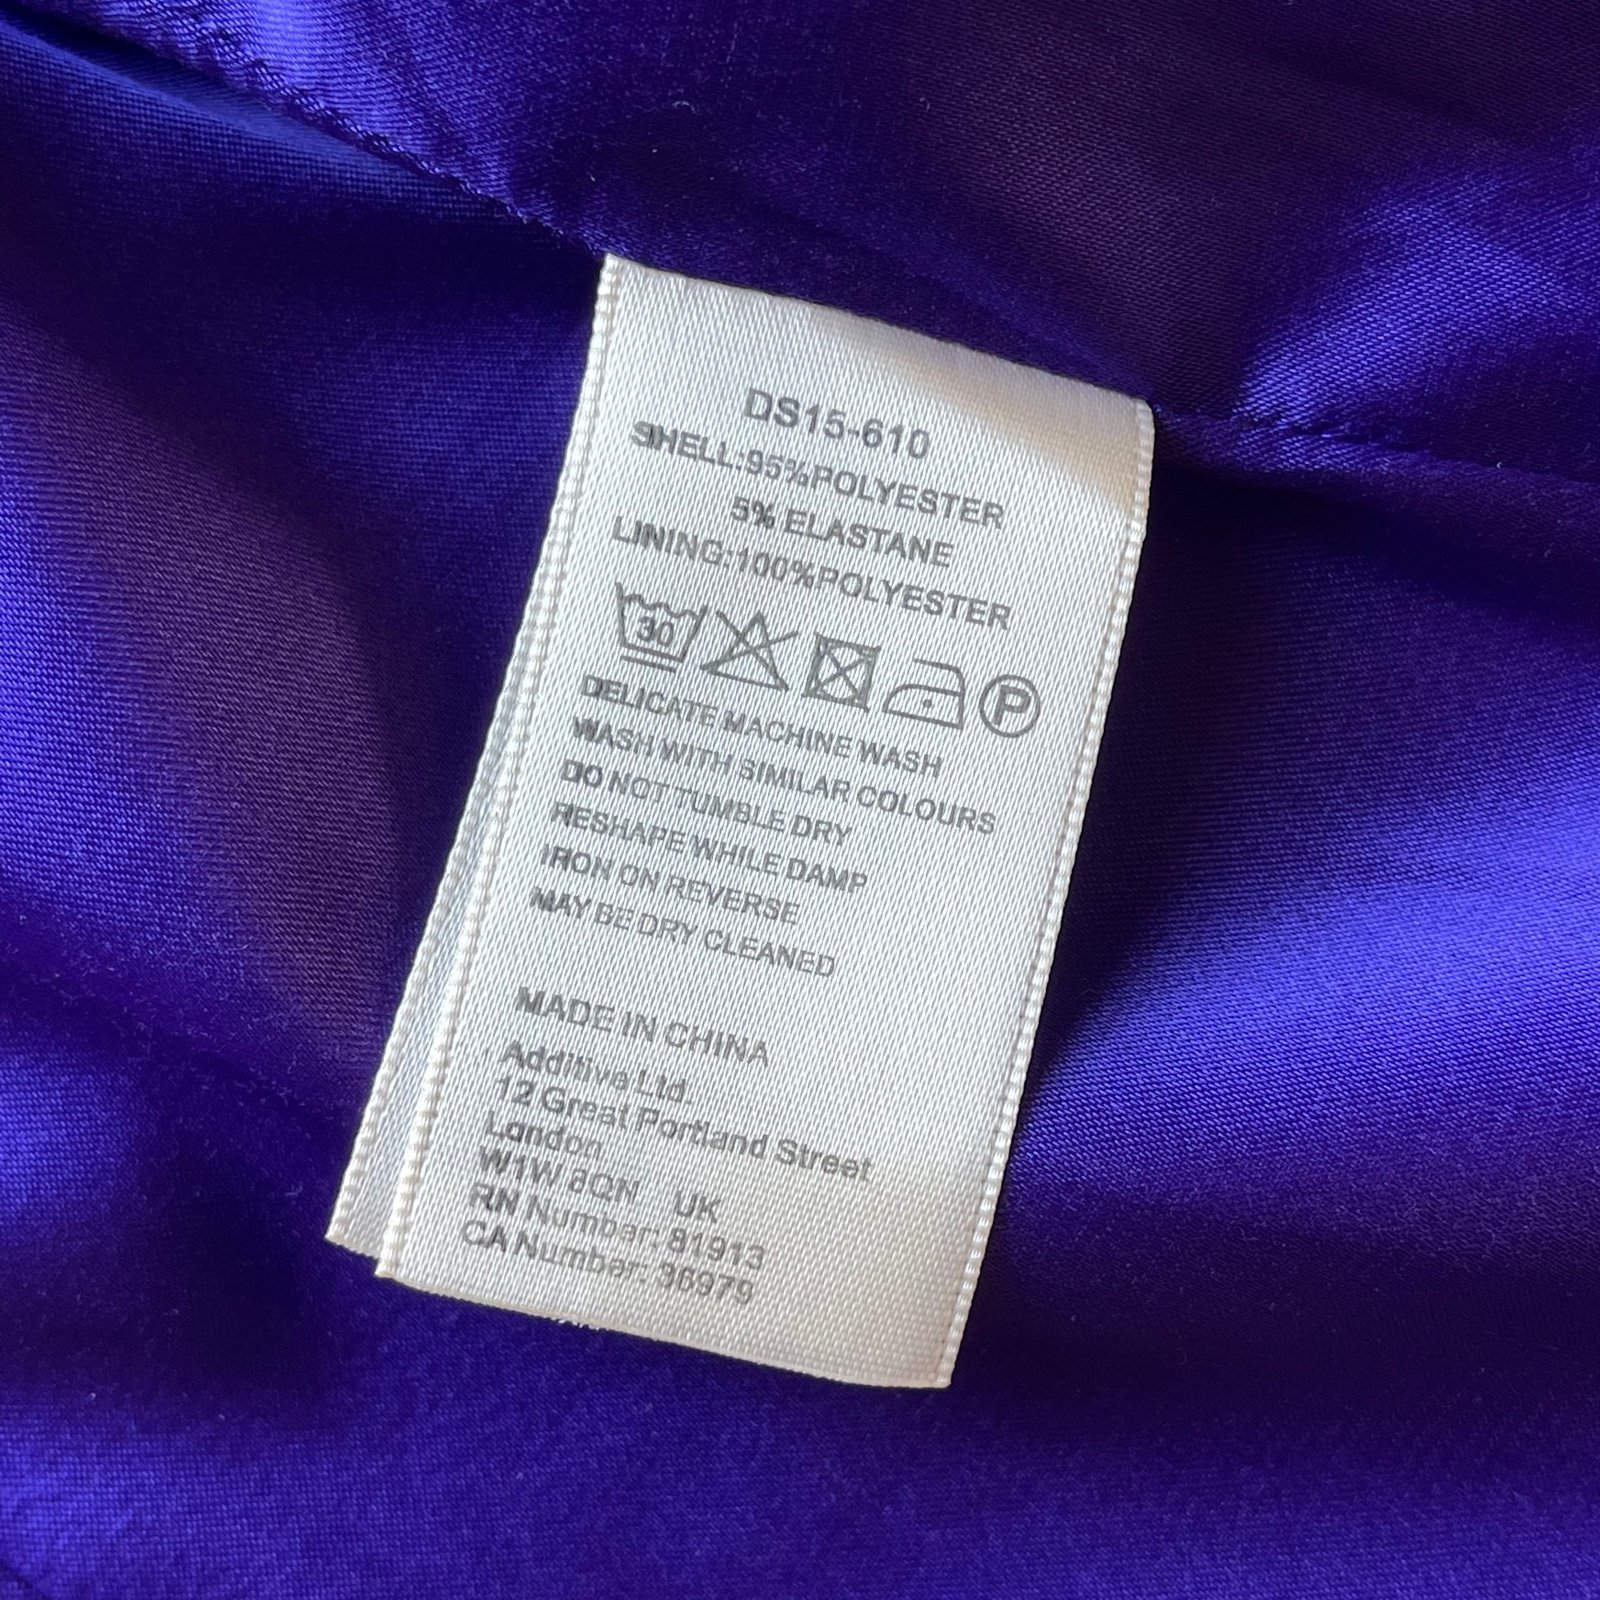 DS15-610
SHELL:95%POLYESTER
5% ELASTANE
LINING:100%POLYESTER
30 P
DELICATE MACHINE WASH
WASH WITH SIMILAR COLOURS
DO NOT TUMBLE DRY
RESHAPE WHILE DAMP
IRON ON REVERSE
MAY BE DRY CLEANED
MADE IN CHINA
Additive Ltd.
12 Great Portland Street
London
W1W 8QN UK
RN Number: 81913
CA Number: 36979